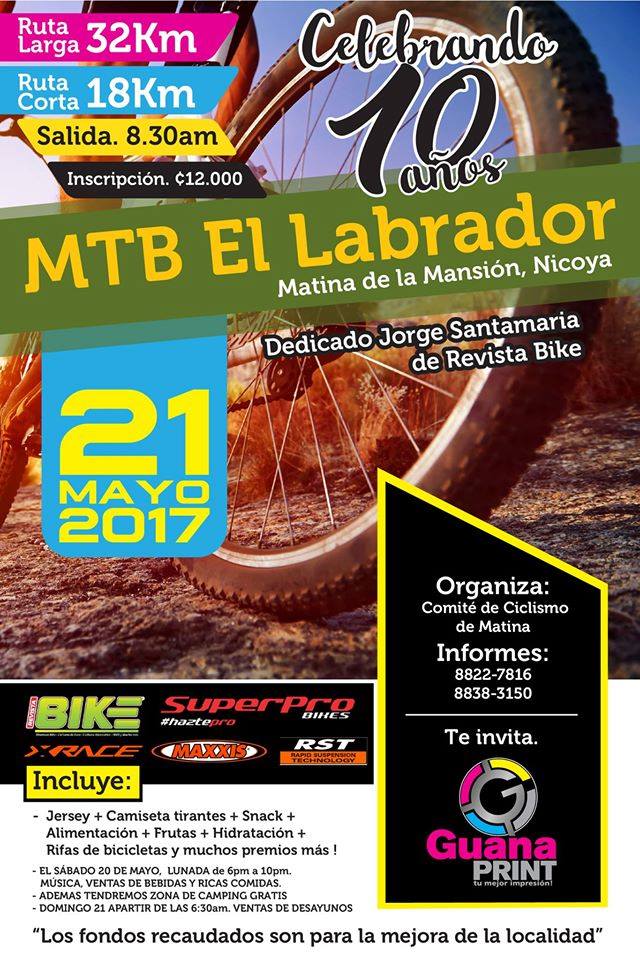 Ruta
Larga 32Km
Ruta
Corta 18Km
Salida. 8.30am
Inscripción. ¢12.000
Celebrando
10
años
MTB El Labrador
Matina de la Mansión, Nicoya
Dedicado Jorge Santamaria
de Revista Bike
21
MAYO
2017
Organiza:
Comité de Ciclismo
de Matina
Informes:
8822-7816
8838-3150
Te invita.
Guana
PRINT
tu mejor impresión!
REVISTA
BIKE
SuperPro
BIKES
#haztepro
XRACE
MAXXIS
RST
RAPID SUSPENSION
TECHNOLOGY
Incluye:
- Jersey + Camiseta tirantes + Snack +
Alimentación + Frutas + Hidratación +
Rifas de bicicletas y muchos premios más !
- EL SÁBADO 20 DE MAYO, LUNADA de 6pm a 10pm.
MÚSICA, VENTAS DE BEBIDAS Y RICAS COMIDAS.
- ADEMAS TENDREMOS ZONA DE CAMPING GRATIS
- DOMINGO 21 APARTIR DE LAS 6:30am. VENTAS DE DESAYUNOS
“Los fondos recaudados son para la mejora de la localidad”